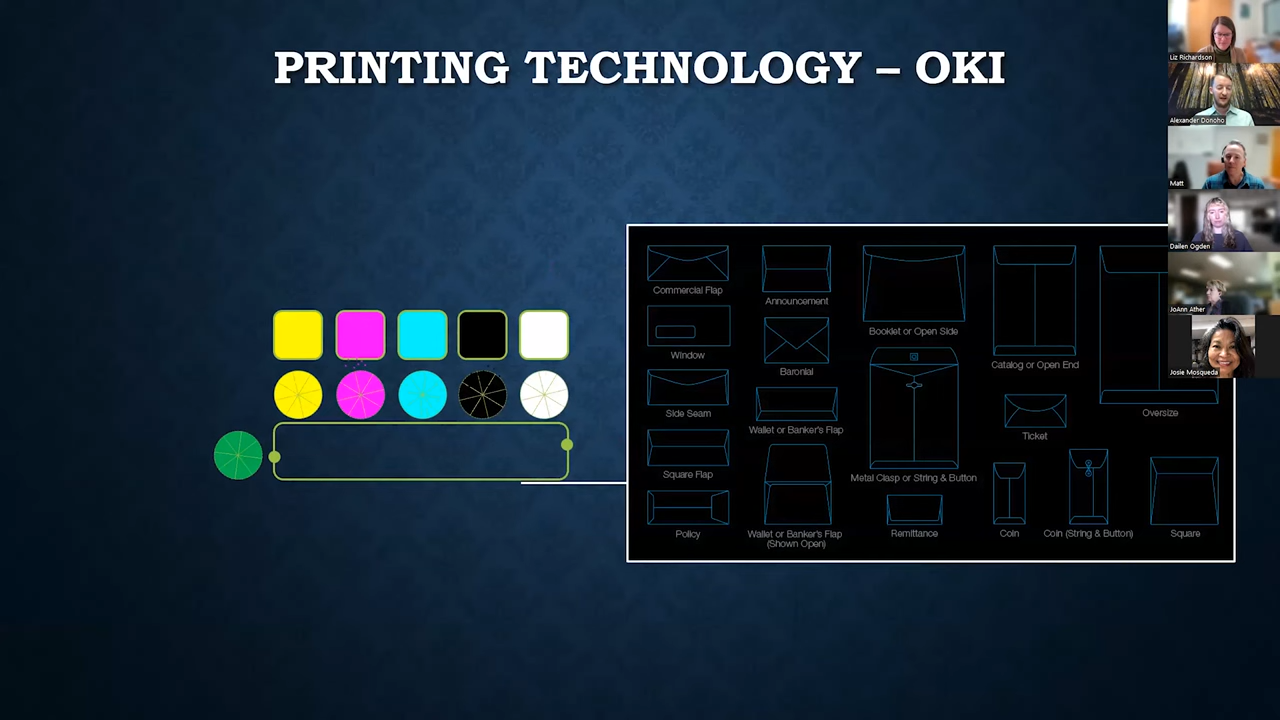 PRINTING TECHNOLOGY – OKI
Liz Richardson
Alexander Donoho
Matt
Dailen Ogden
JoAnn Ather
Josie Mosqueda
Commercial Flap
Window
Side Seam
Square Flap
Policy
Announcement
Baronial
Wallet or Banker's Flap
Wallet or Banker's Flap
(Shown Open)
Booklet or Open Side
Metal Clasp or String & Button
Remittance
Catalog or Open End
Ticket
Coin
Coin (String & Button)
Oversize
Square